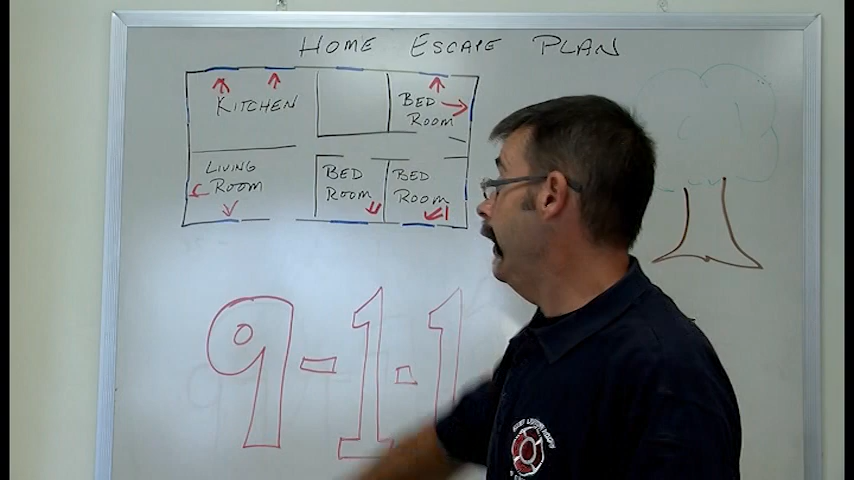 HOME ESCAPE PLAN
KITCHEN
BED
ROOM
LIVING
ROOM
BED
ROOM
BED
ROOM
9-1-1